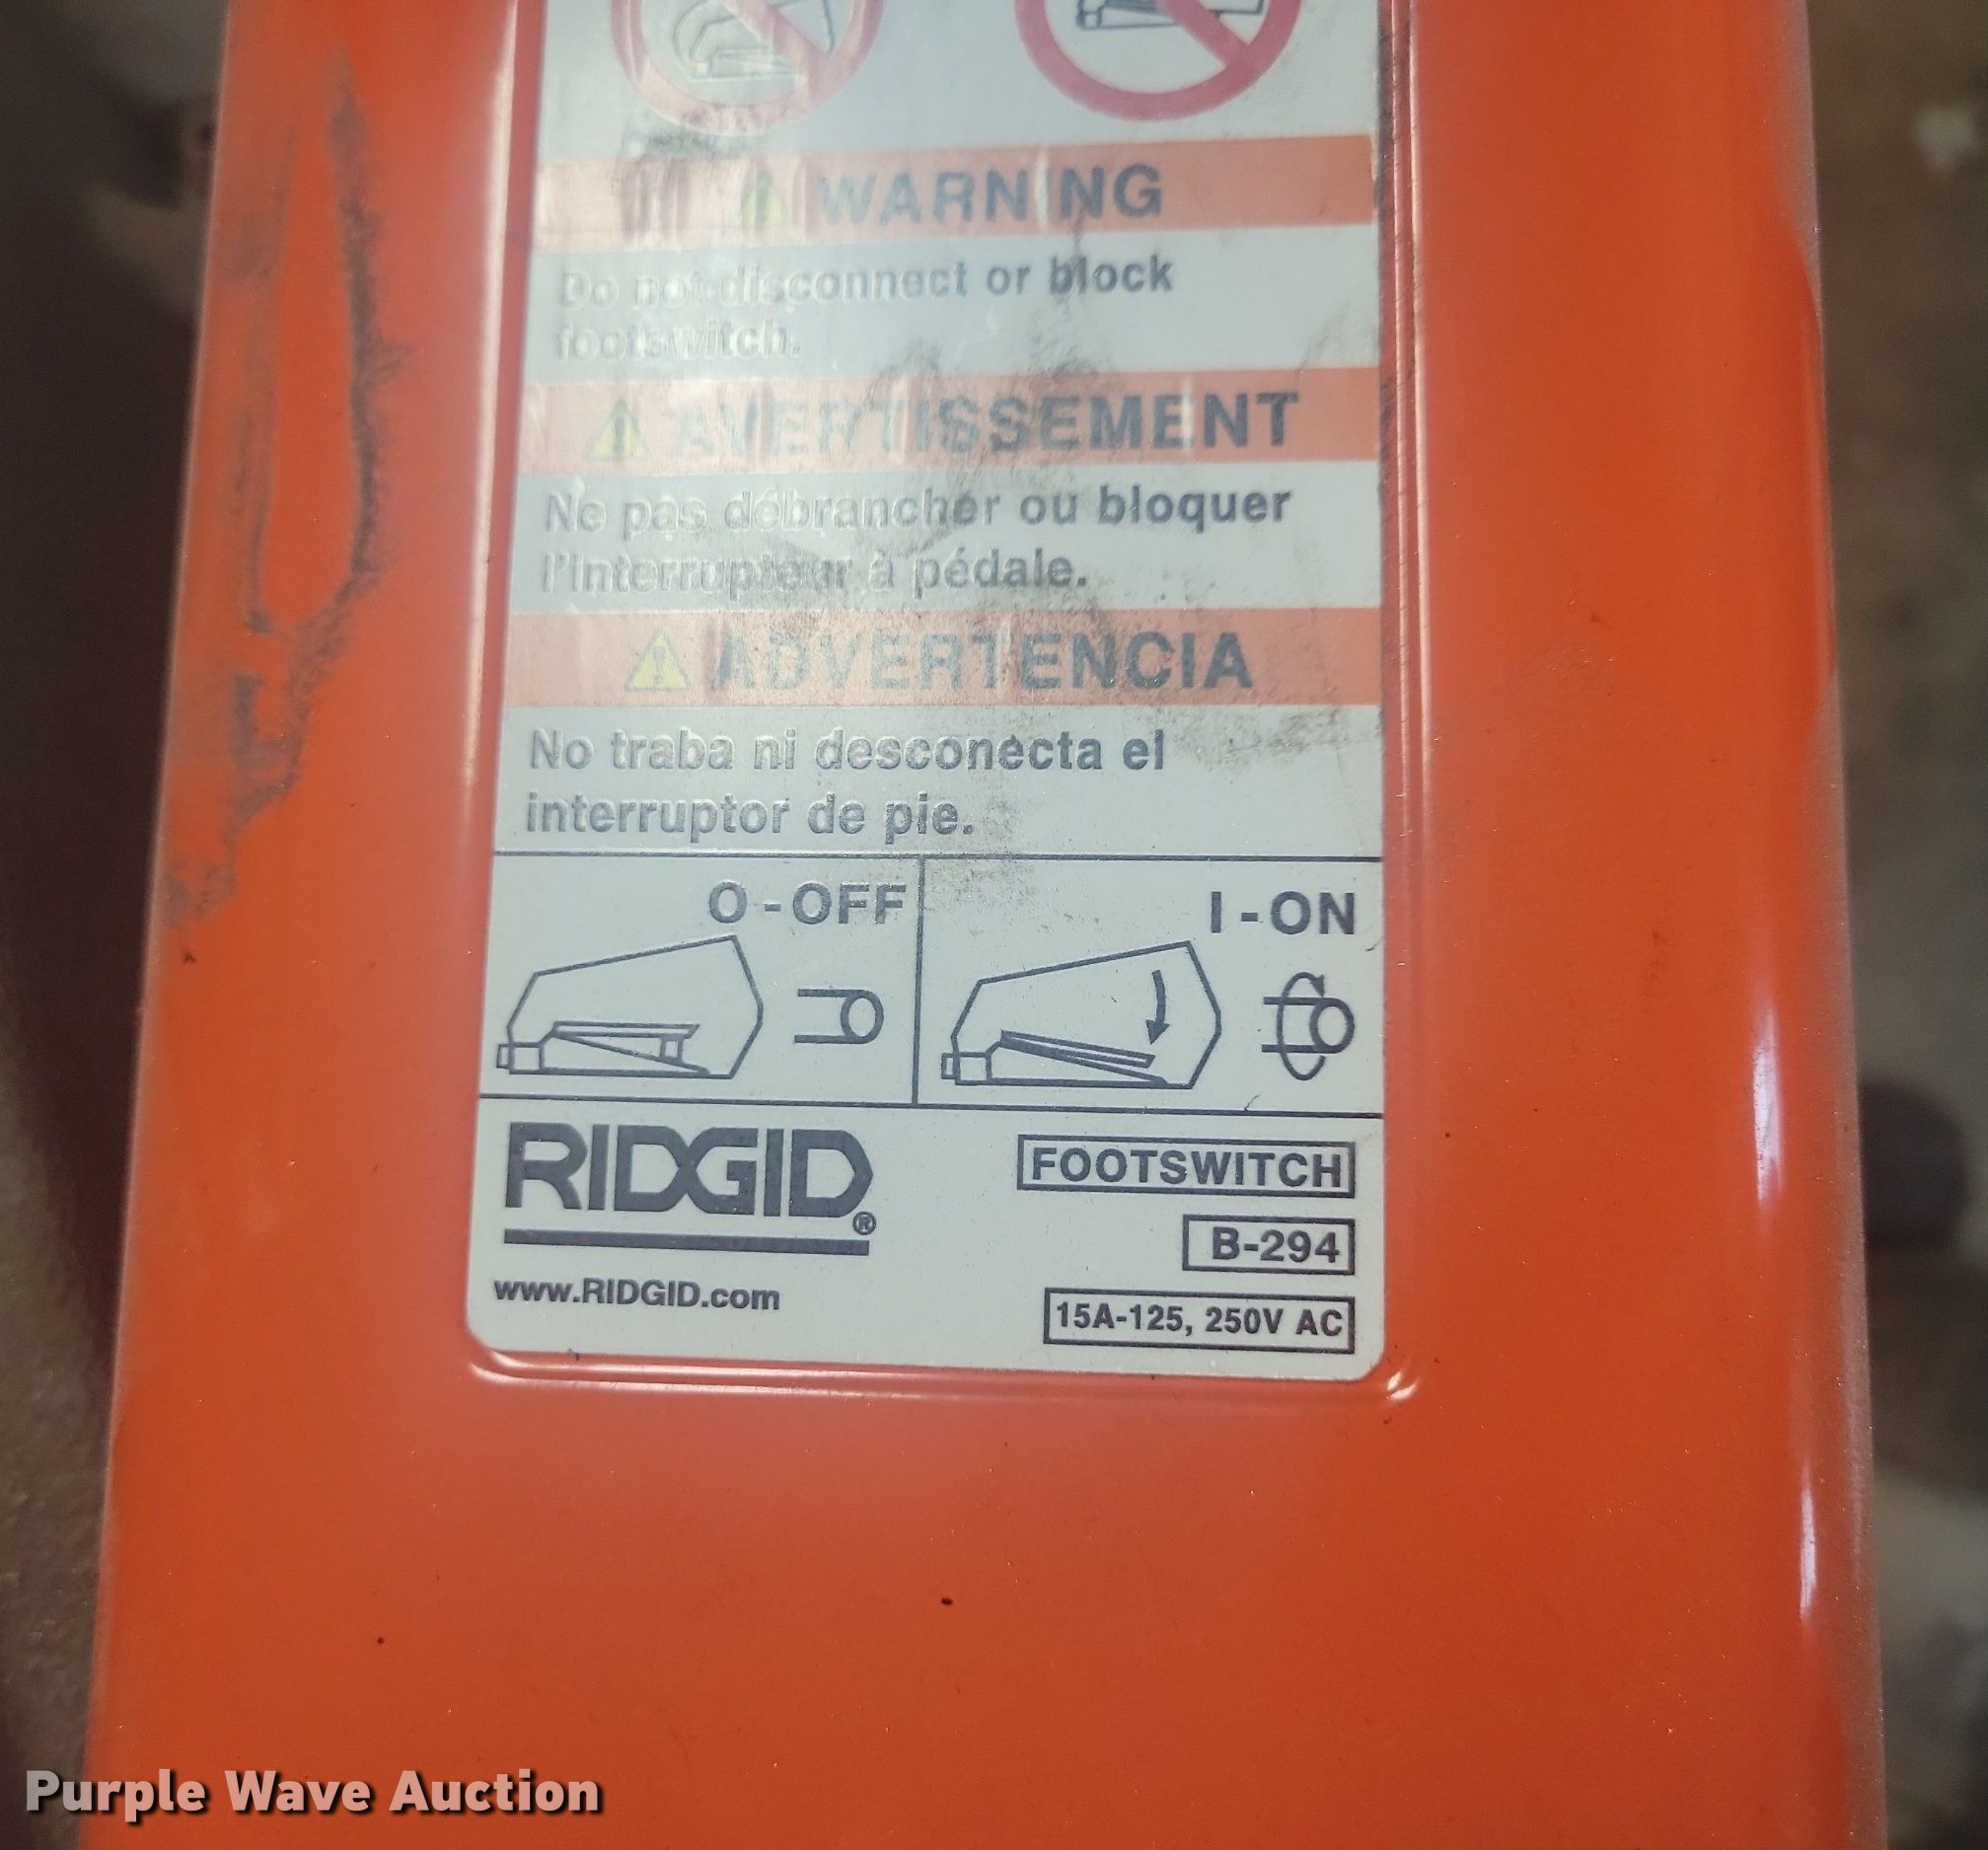 WARNING
Do not disconnect or block
footswitch.
AVERTISSEMENT
Ne pas débrancher ou bloquer
l'interrupteur à pédale.
ADVERTENCIA
No traba ni desconecta el
interruptor de pie.
O - OFF
I - ON
RIDGID®
FOOTSWITCH
B-294
www.RIDGID.com
15A-125, 250V AC
Purple Wave Auction